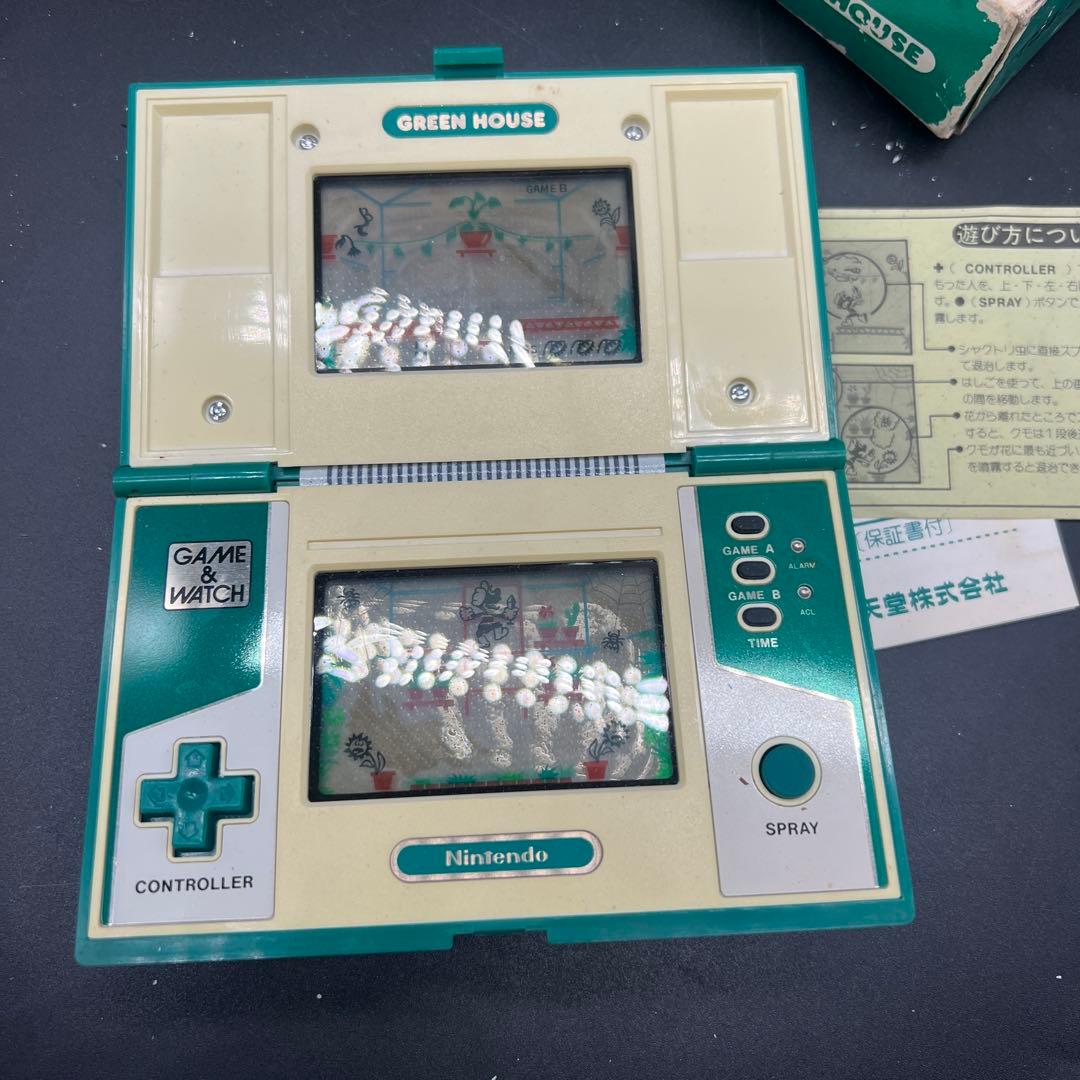 HOUSE
GREEN HOUSE
GAME B
遊び方につい
✚( CONTROLLER )
もった人を、上・下・左・右
す。●(SPRAY)ボタンで
霧します。
シャクトリ虫に直接スプ
て退治します。
●はしごを使って、上の画
の間を移動します。
●花から離れたところで
すると、クモは1段後
●クモが花に最も近づい
を噴霧すると退治でき
保証書付
天堂株式会社
GAME
&
WATCH
GAME A
ALARM
GAME B
ACL
TIME
CONTROLLER
SPRAY
Nintendo